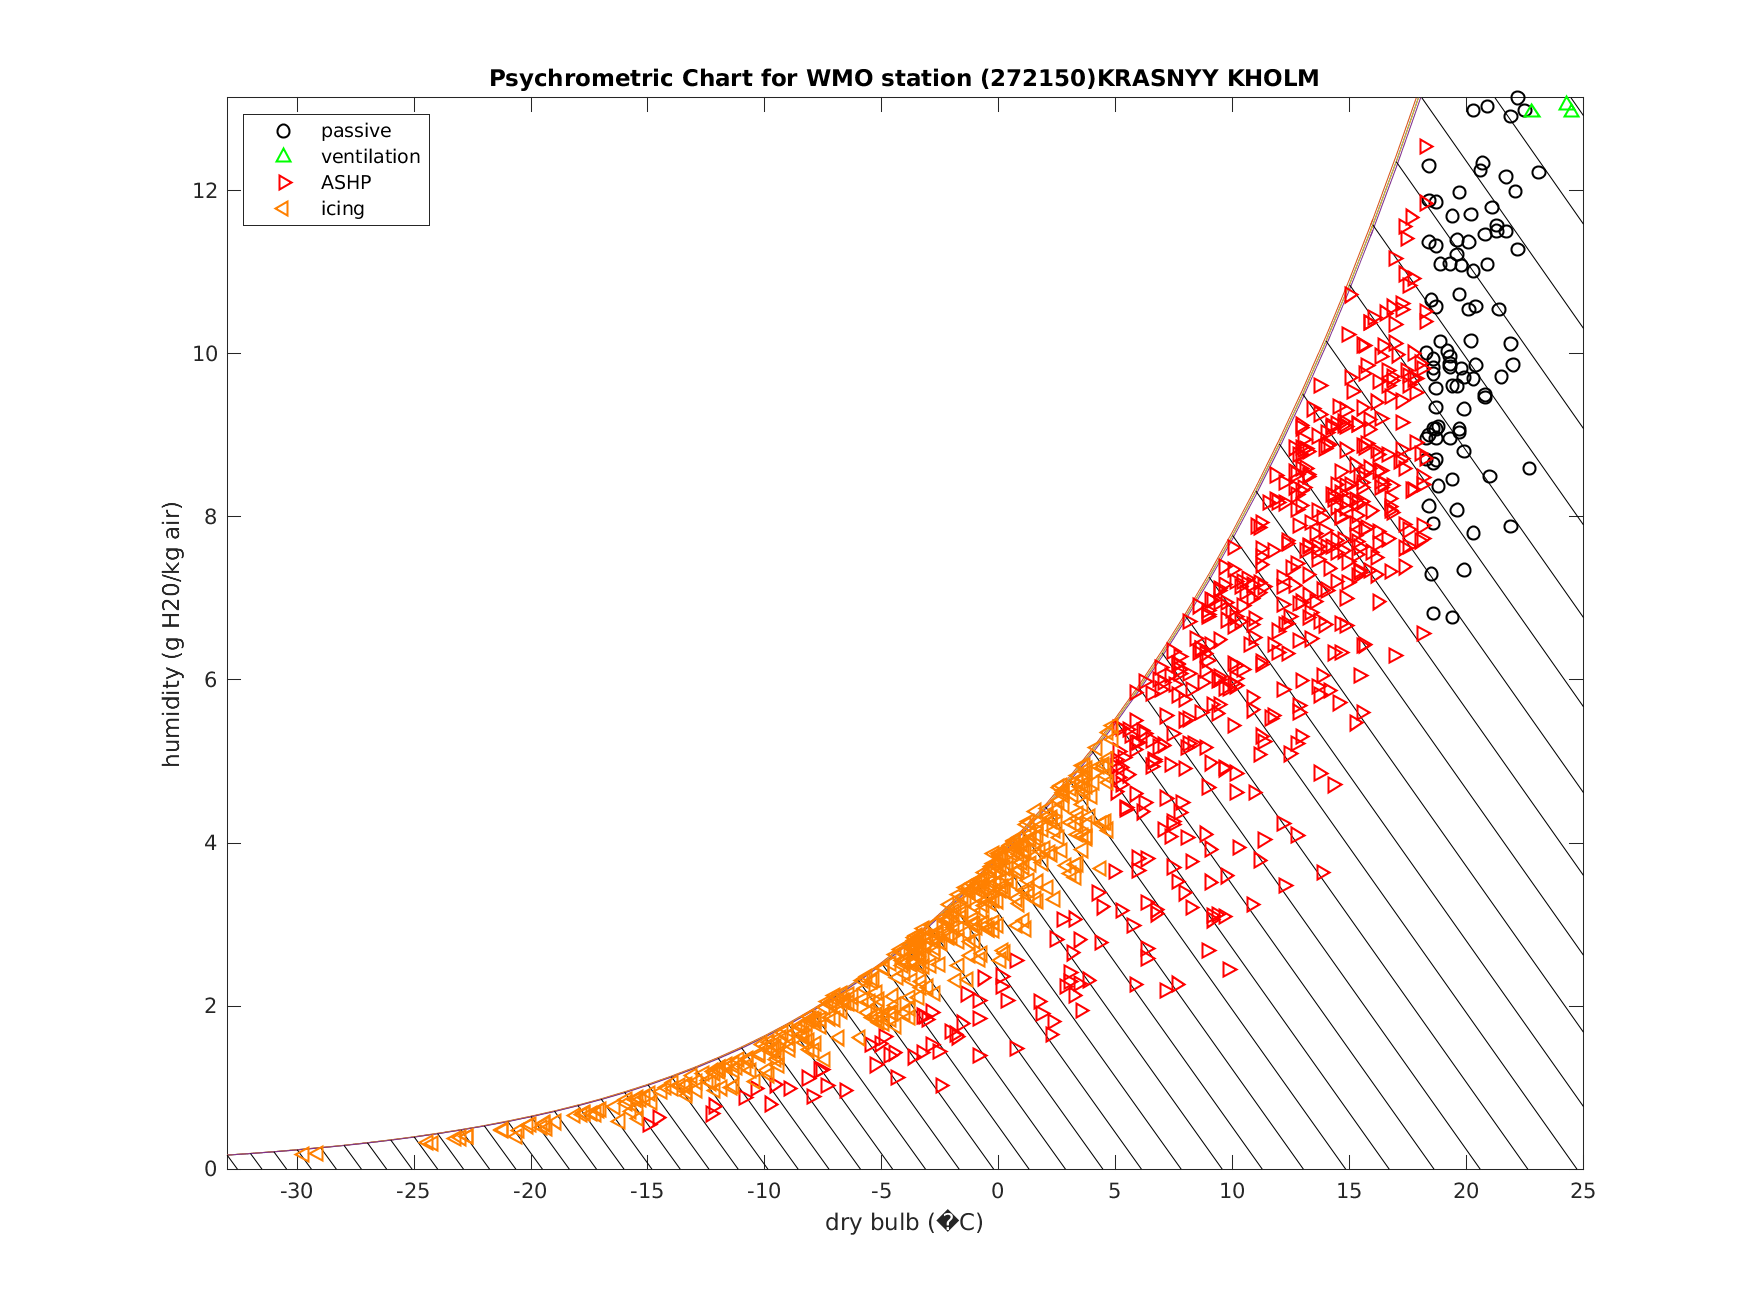 Psychrometric Chart for WMO station (272150)KRASNYY KHOLM
passive
ventilation
ASHP
icing
humidity (g H20/kg air)
12
10
8
6
4
2
0
-30 -25 -20 -15 -10 -5 0 5 10 15 20 25
dry bulb (�C)